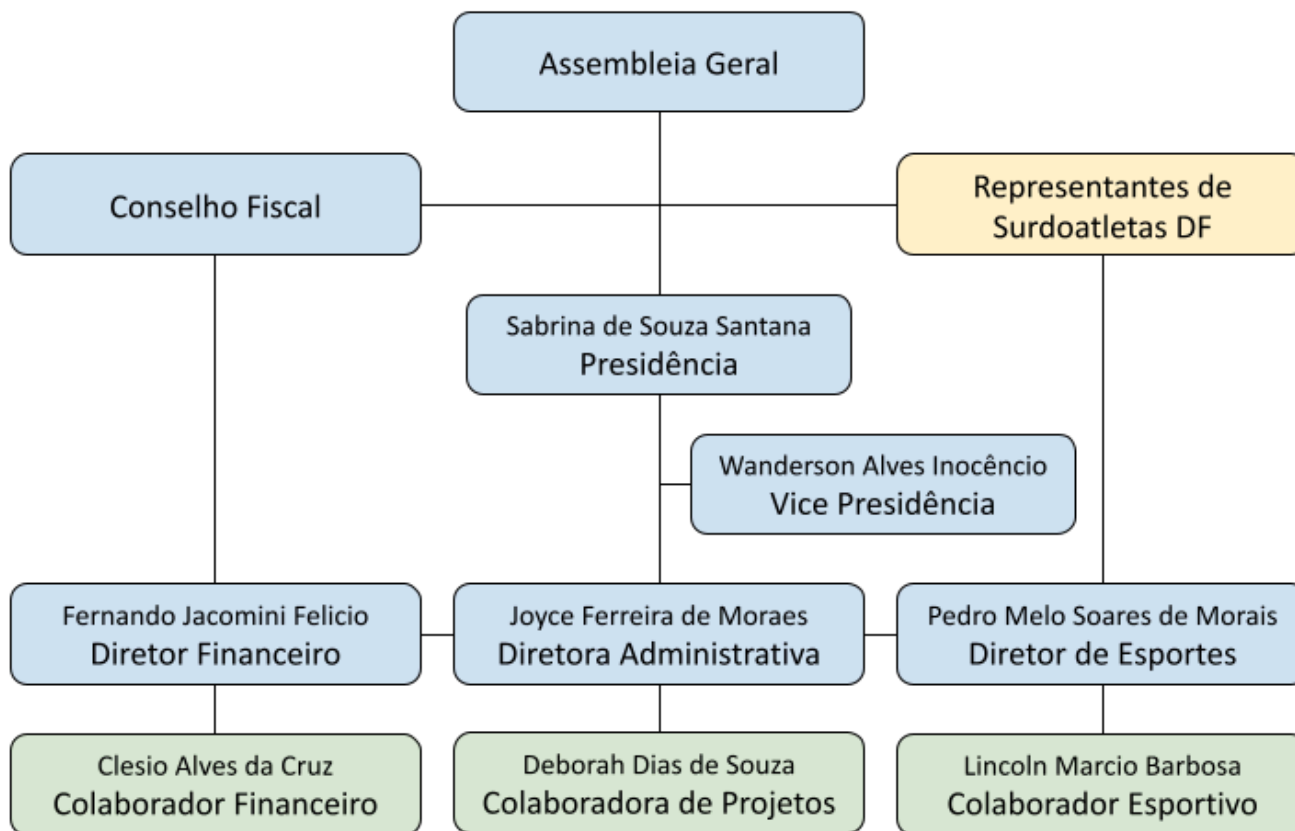 Assembleia Geral
Conselho Fiscal
Representantes de
Surdoatletas DF
Sabrina de Souza Santana
Presidência
Wanderson Alves Inocêncio
Vice Presidência
Fernando Jacomini Felicio
Diretor Financeiro
Joyce Ferreira de Moraes
Diretora Administrativa
Pedro Melo Soares de Morais
Diretor de Esportes
Clesio Alves da Cruz
Colaborador Financeiro
Deborah Dias de Souza
Colaboradora de Projetos
Lincoln Marcio Barbosa
Colaborador Esportivo